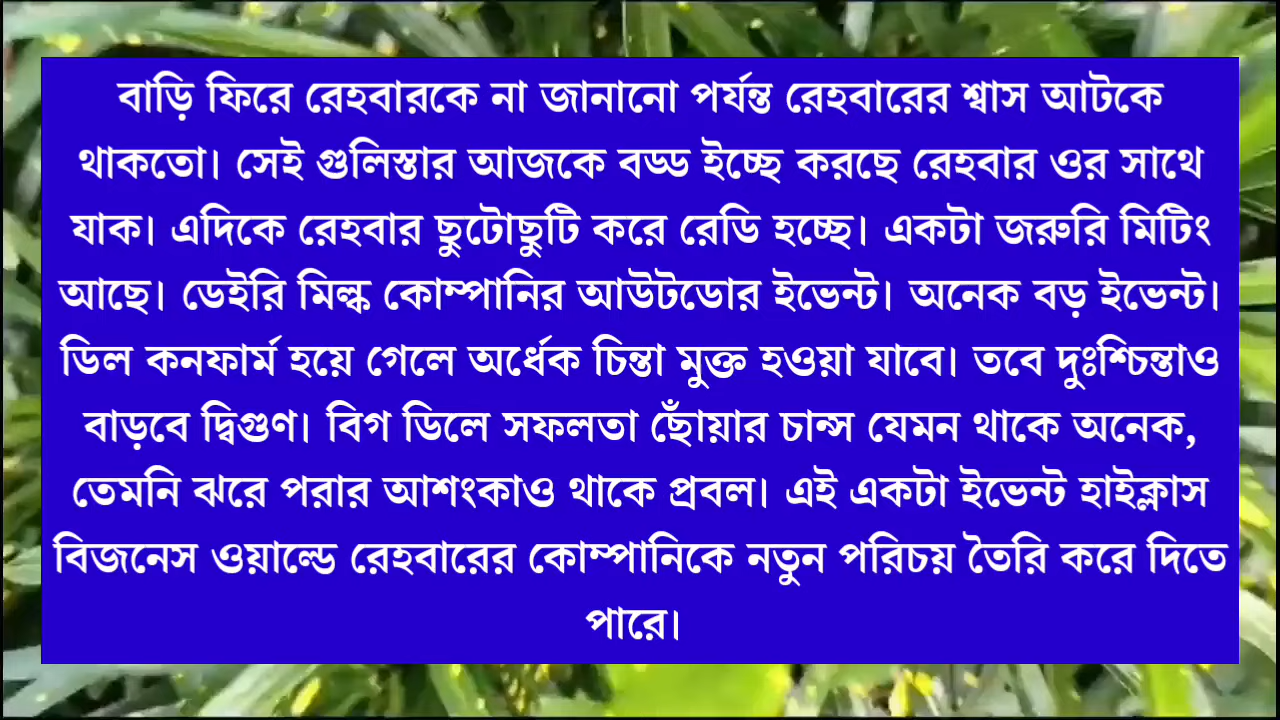 বাড়ি ফিরে রেহবারকে না জানানো পর্যন্ত রেহবারের শ্বাস আটকে
থাকতো। সেই গুলিস্তার আজকে বড্ড ইচ্ছে করছে রেহবার ওর সাথে
যাক। এদিকে রেহবার ছুটোছুটি করে রেডি হচ্ছে। একটা জরুরি মিটিং
আছে। ডেইরি মিল্ক কোম্পানির আউটডোর ইভেন্ট। অনেক বড় ইভেন্ট।
ডিল কনফার্ম হয়ে গেলে অর্ধেক চিন্তা মুক্ত হওয়া যাবে। তবে দুঃশ্চিন্তাও
বাড়বে দ্বিগুণ। বিগ ডিলে সফলতা ছোঁয়ার চান্স যেমন থাকে অনেক,
তেমনি ঝরে পরার আশংকাও থাকে প্রবল। এই একটা ইভেন্ট হাইক্লাস
বিজনেস ওয়ার্ল্ডে রেহবারের কোম্পানিকে নতুন পরিচয় তৈরি করে দিতে
পারে।